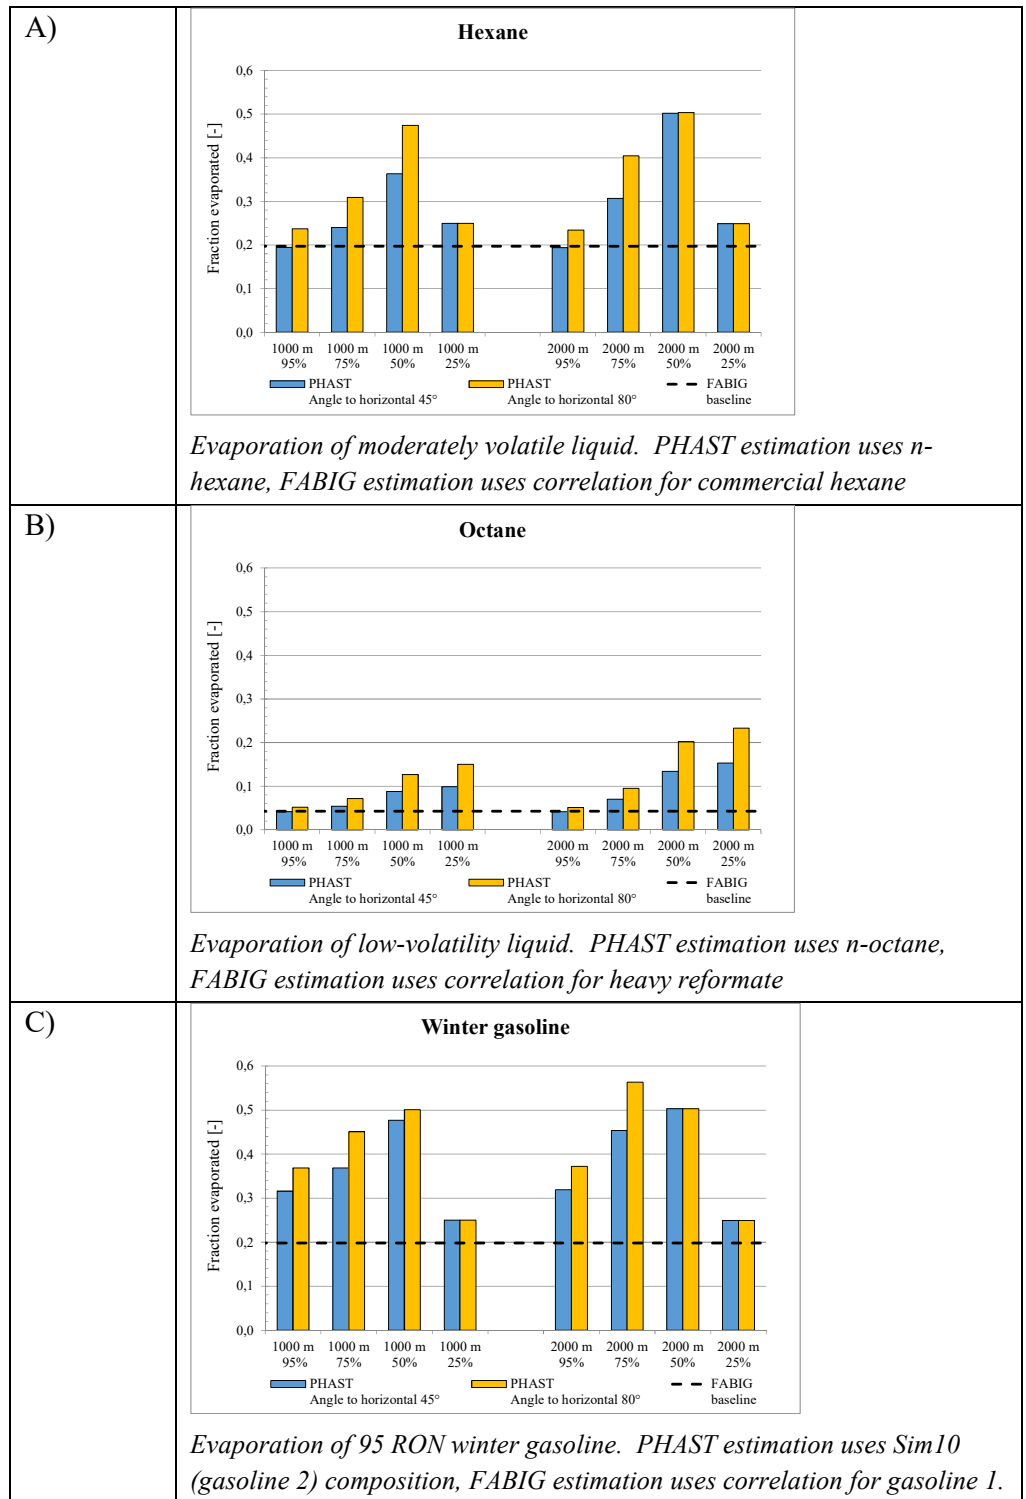 A)
Hexane
Fraction evaporated [-]
0,6
0,5
0,4
0,3
0,2
0,1
0,0
1000 m 1000 m 1000 m 1000 m 2000 m 2000 m 2000 m 2000 m
95% 75% 50% 25% 95% 75% 50% 25%
PHAST PHAST FABIG
Angle to horizontal 45° Angle to horizontal 80° baseline
Evaporation of moderately volatile liquid. PHAST estimation uses n-
hexane, FABIG estimation uses correlation for commercial hexane
B)
Octane
Fraction evaporated [-]
0,6
0,5
0,4
0,3
0,2
0,1
0,0
1000 m 1000 m 1000 m 1000 m 2000 m 2000 m 2000 m 2000 m
95% 75% 50% 25% 95% 75% 50% 25%
PHAST PHAST FABIG
Angle to horizontal 45° Angle to horizontal 80° baseline
Evaporation of low-volatility liquid. PHAST estimation uses n-octane,
FABIG estimation uses correlation for heavy reformate
C)
Winter gasoline
Fraction evaporated [-]
0,6
0,5
0,4
0,3
0,2
0,1
0,0
1000 m 1000 m 1000 m 1000 m 2000 m 2000 m 2000 m 2000 m
95% 75% 50% 25% 95% 75% 50% 25%
PHAST PHAST FABIG
Angle to horizontal 45° Angle to horizontal 80° baseline
Evaporation of 95 RON winter gasoline. PHAST estimation uses Sim10
(gasoline 2) composition, FABIG estimation uses correlation for gasoline 1.